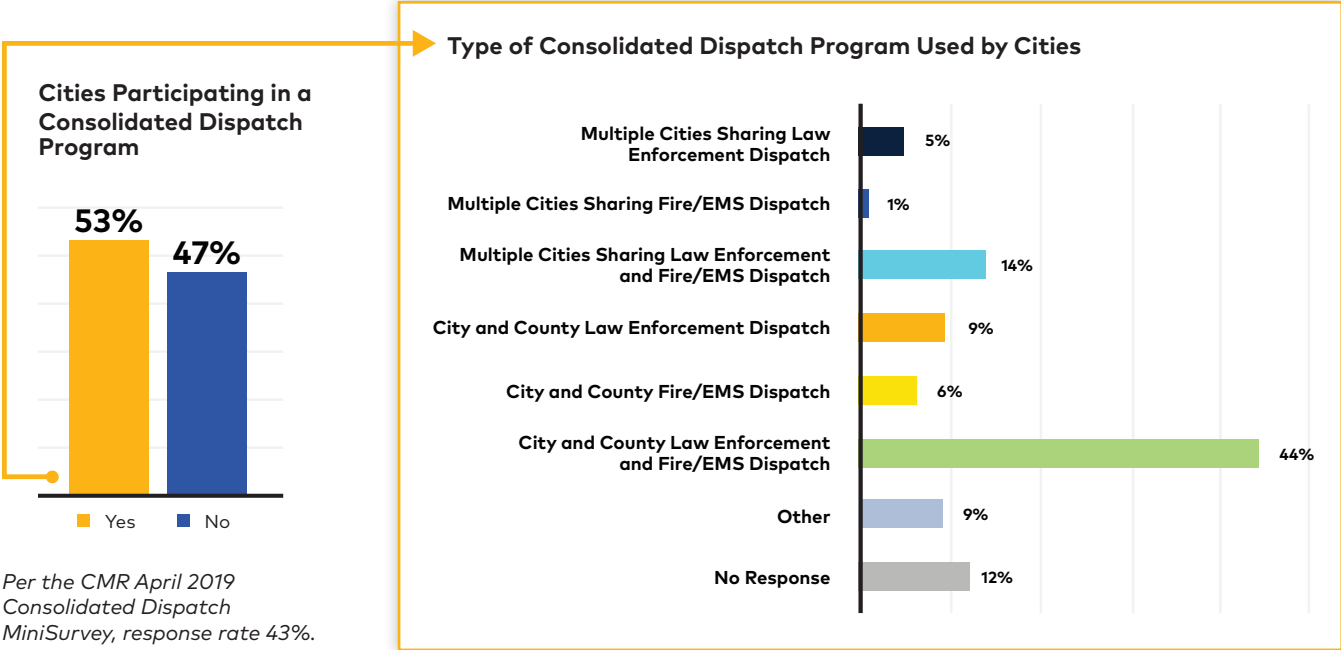 Cities Participating in a
Consolidated Dispatch
Program
53%
47%
Yes
No
Per the CMR April 2019
Consolidated Dispatch
MiniSurvey, response rate 43%.
Type of Consolidated Dispatch Program Used by Cities
Multiple Cities Sharing Law
Enforcement Dispatch
5%
Multiple Cities Sharing Fire/EMS Dispatch
1%
Multiple Cities Sharing Law Enforcement
and Fire/EMS Dispatch
14%
City and County Law Enforcement Dispatch
9%
City and County Fire/EMS Dispatch
6%
City and County Law Enforcement
and Fire/EMS Dispatch
44%
Other
9%
No Response
12%